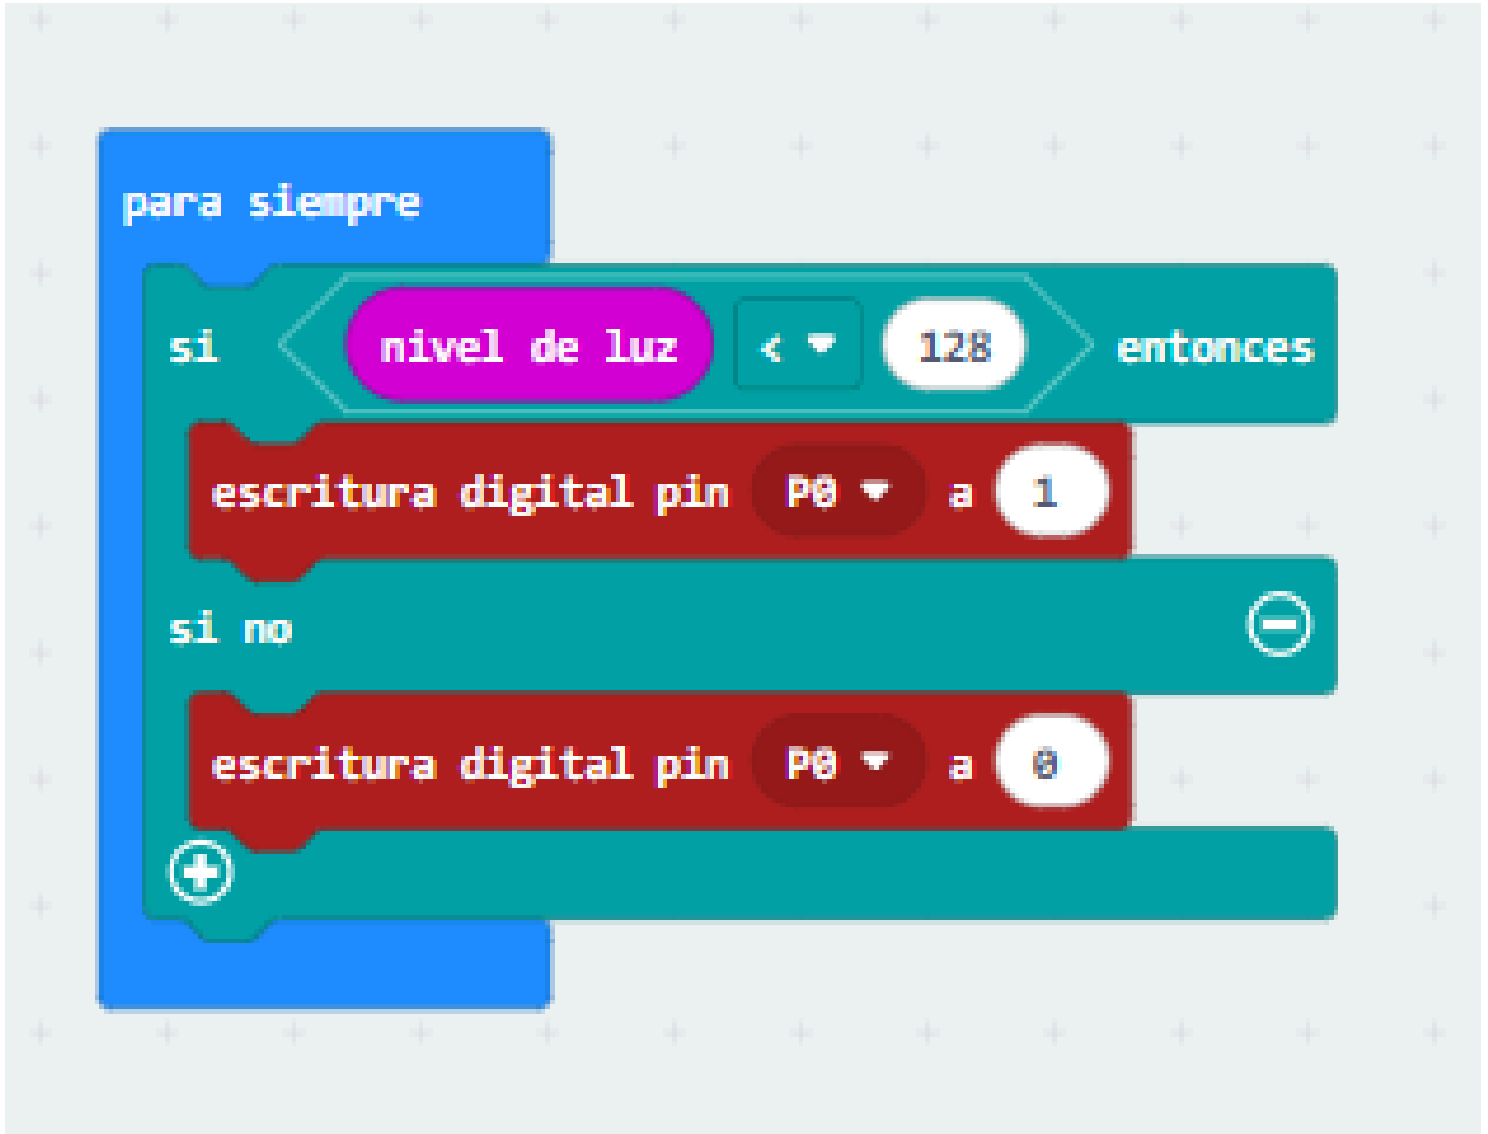 para siempre
si nivel de luz < 128 entonces
escritura digital pin P0 a 1
si no
escritura digital pin P0 a 0